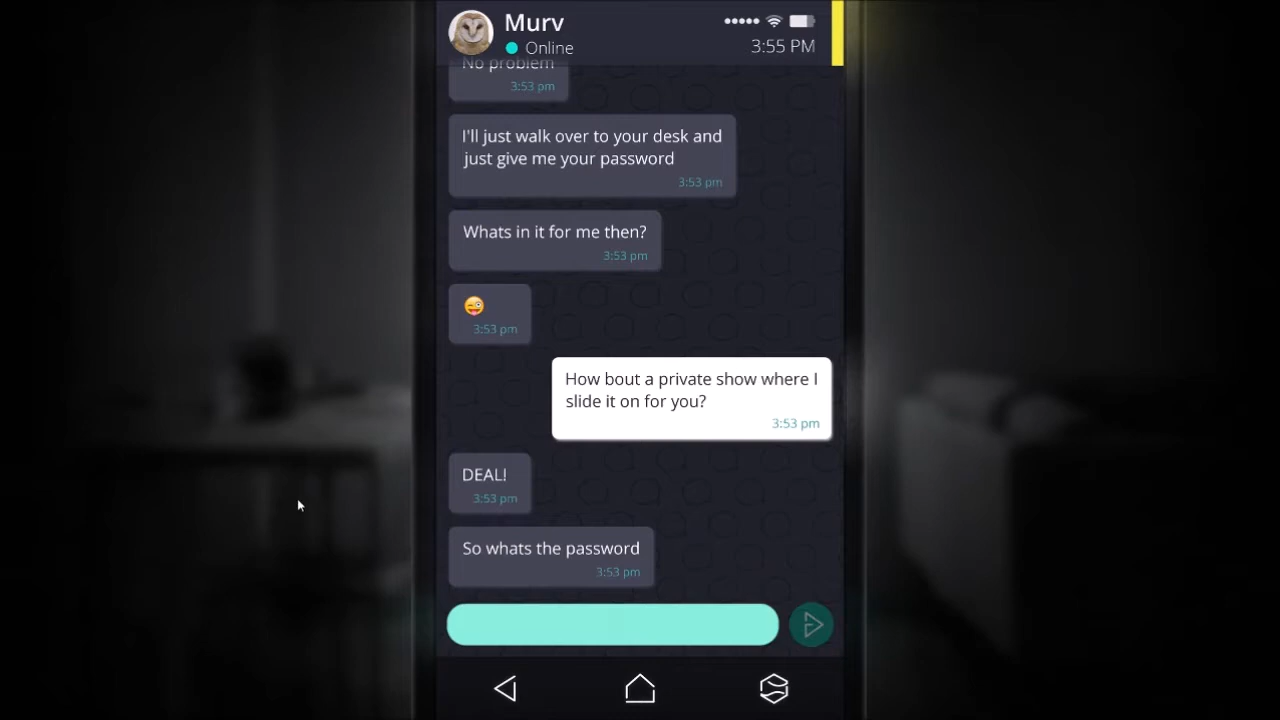 Murv
Online
3:55 PM
No problem
3:53 pm
I'll just walk over to your desk and
just give me your password
3:53 pm
Whats in it for me then?
3:53 pm
😜
3:53 pm
How bout a private show where I
slide it on for you?
3:53 pm
DEAL!
3:53 pm
So whats the password
3:53 pm